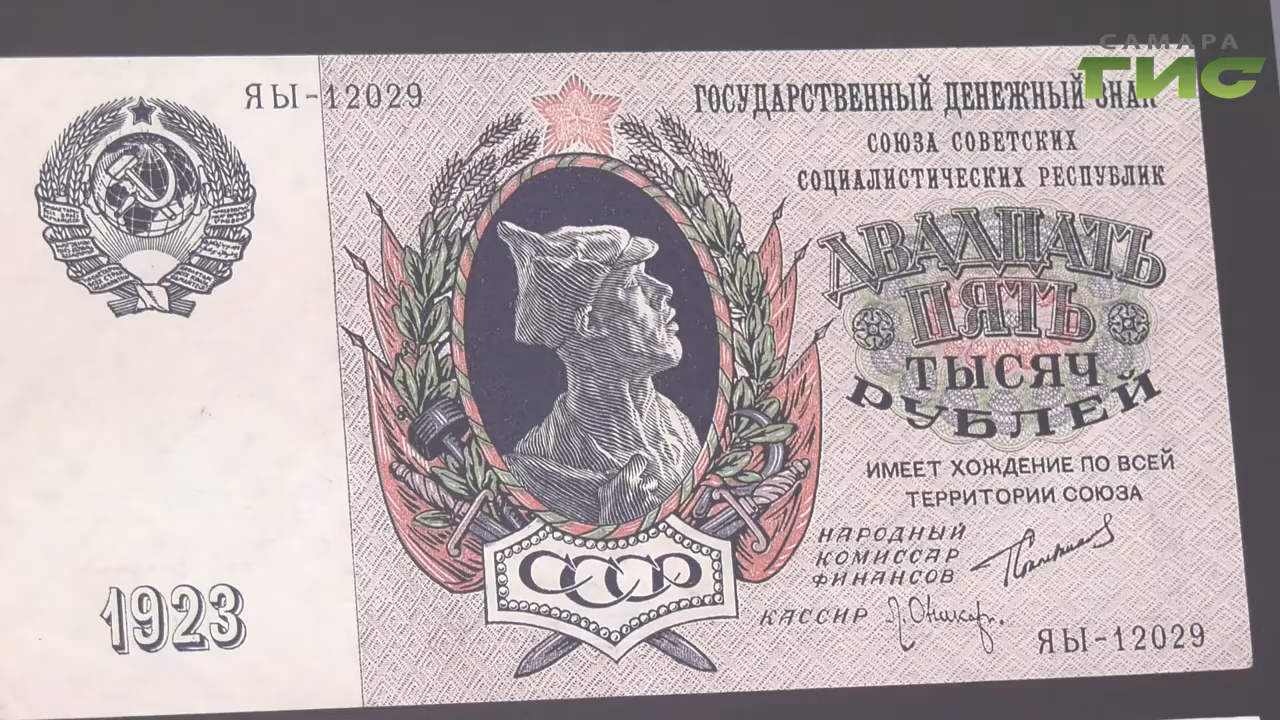 САМАРА
ГИС
ЯЫ-12029
ГОСУДАРСТВЕННЫЙ ДЕНЕЖНЫЙ ЗНАК
СОЮЗА СОВЕТСКИХ
СОЦИАЛИСТИЧЕСКИХ РЕСПУБЛИК
ДВАДЦАТЬ
ПЯТЬ
ТЫСЯЧ
РУБЛЕЙ
ИМЕЕТ ХОЖДЕНИЕ ПО ВСЕЙ
ТЕРРИТОРИИ СОЮЗА
НАРОДНЫЙ
КОМИССАР
ФИНАНСОВ
КАССИР
СССР
1923
ЯЫ-12029